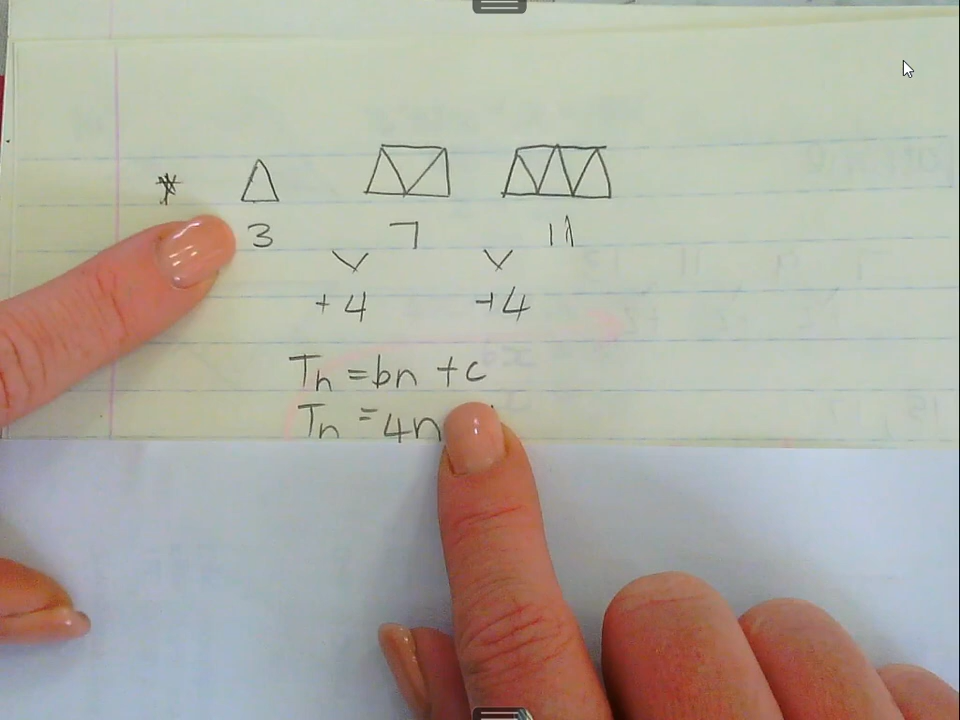 *
3 7 11
+4 +4
Tn = bn + c
Tn = 4n